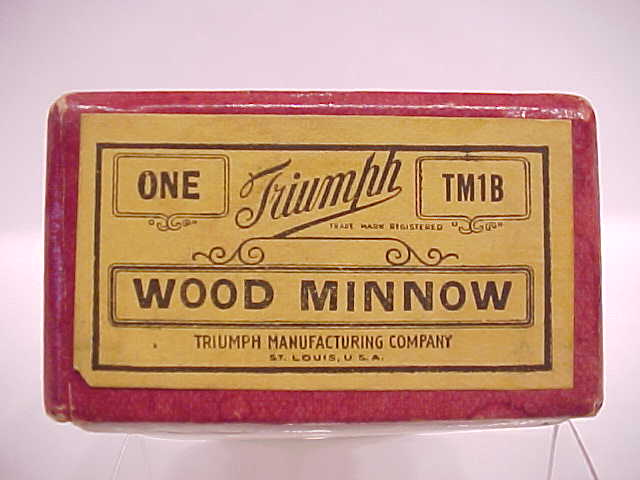 ONE
Triumph
TM1B
TRADE MARK REGISTERED
WOOD MINNOW
TRIUMPH MANUFACTURING COMPANY
ST. LOUIS, U.S.A.